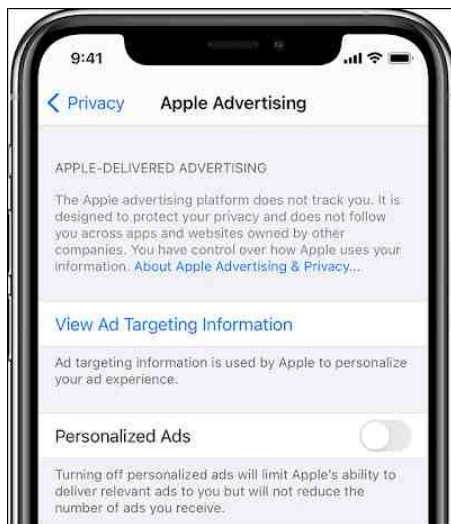 9:41
Privacy Apple Advertising
APPLE-DELIVERED ADVERTISING
The Apple advertising platform does not track you. It is
designed to protect your privacy and does not follow
you across apps and websites owned by other
companies. You have control over how Apple uses your
information. About Apple Advertising & Privacy...
View Ad Targeting Information
Ad targeting information is used by Apple to personalize
your ad experience.
Personalized Ads
Turning off personalized ads will limit Apple's ability to
deliver relevant ads to you but will not reduce the
number of ads you receive.